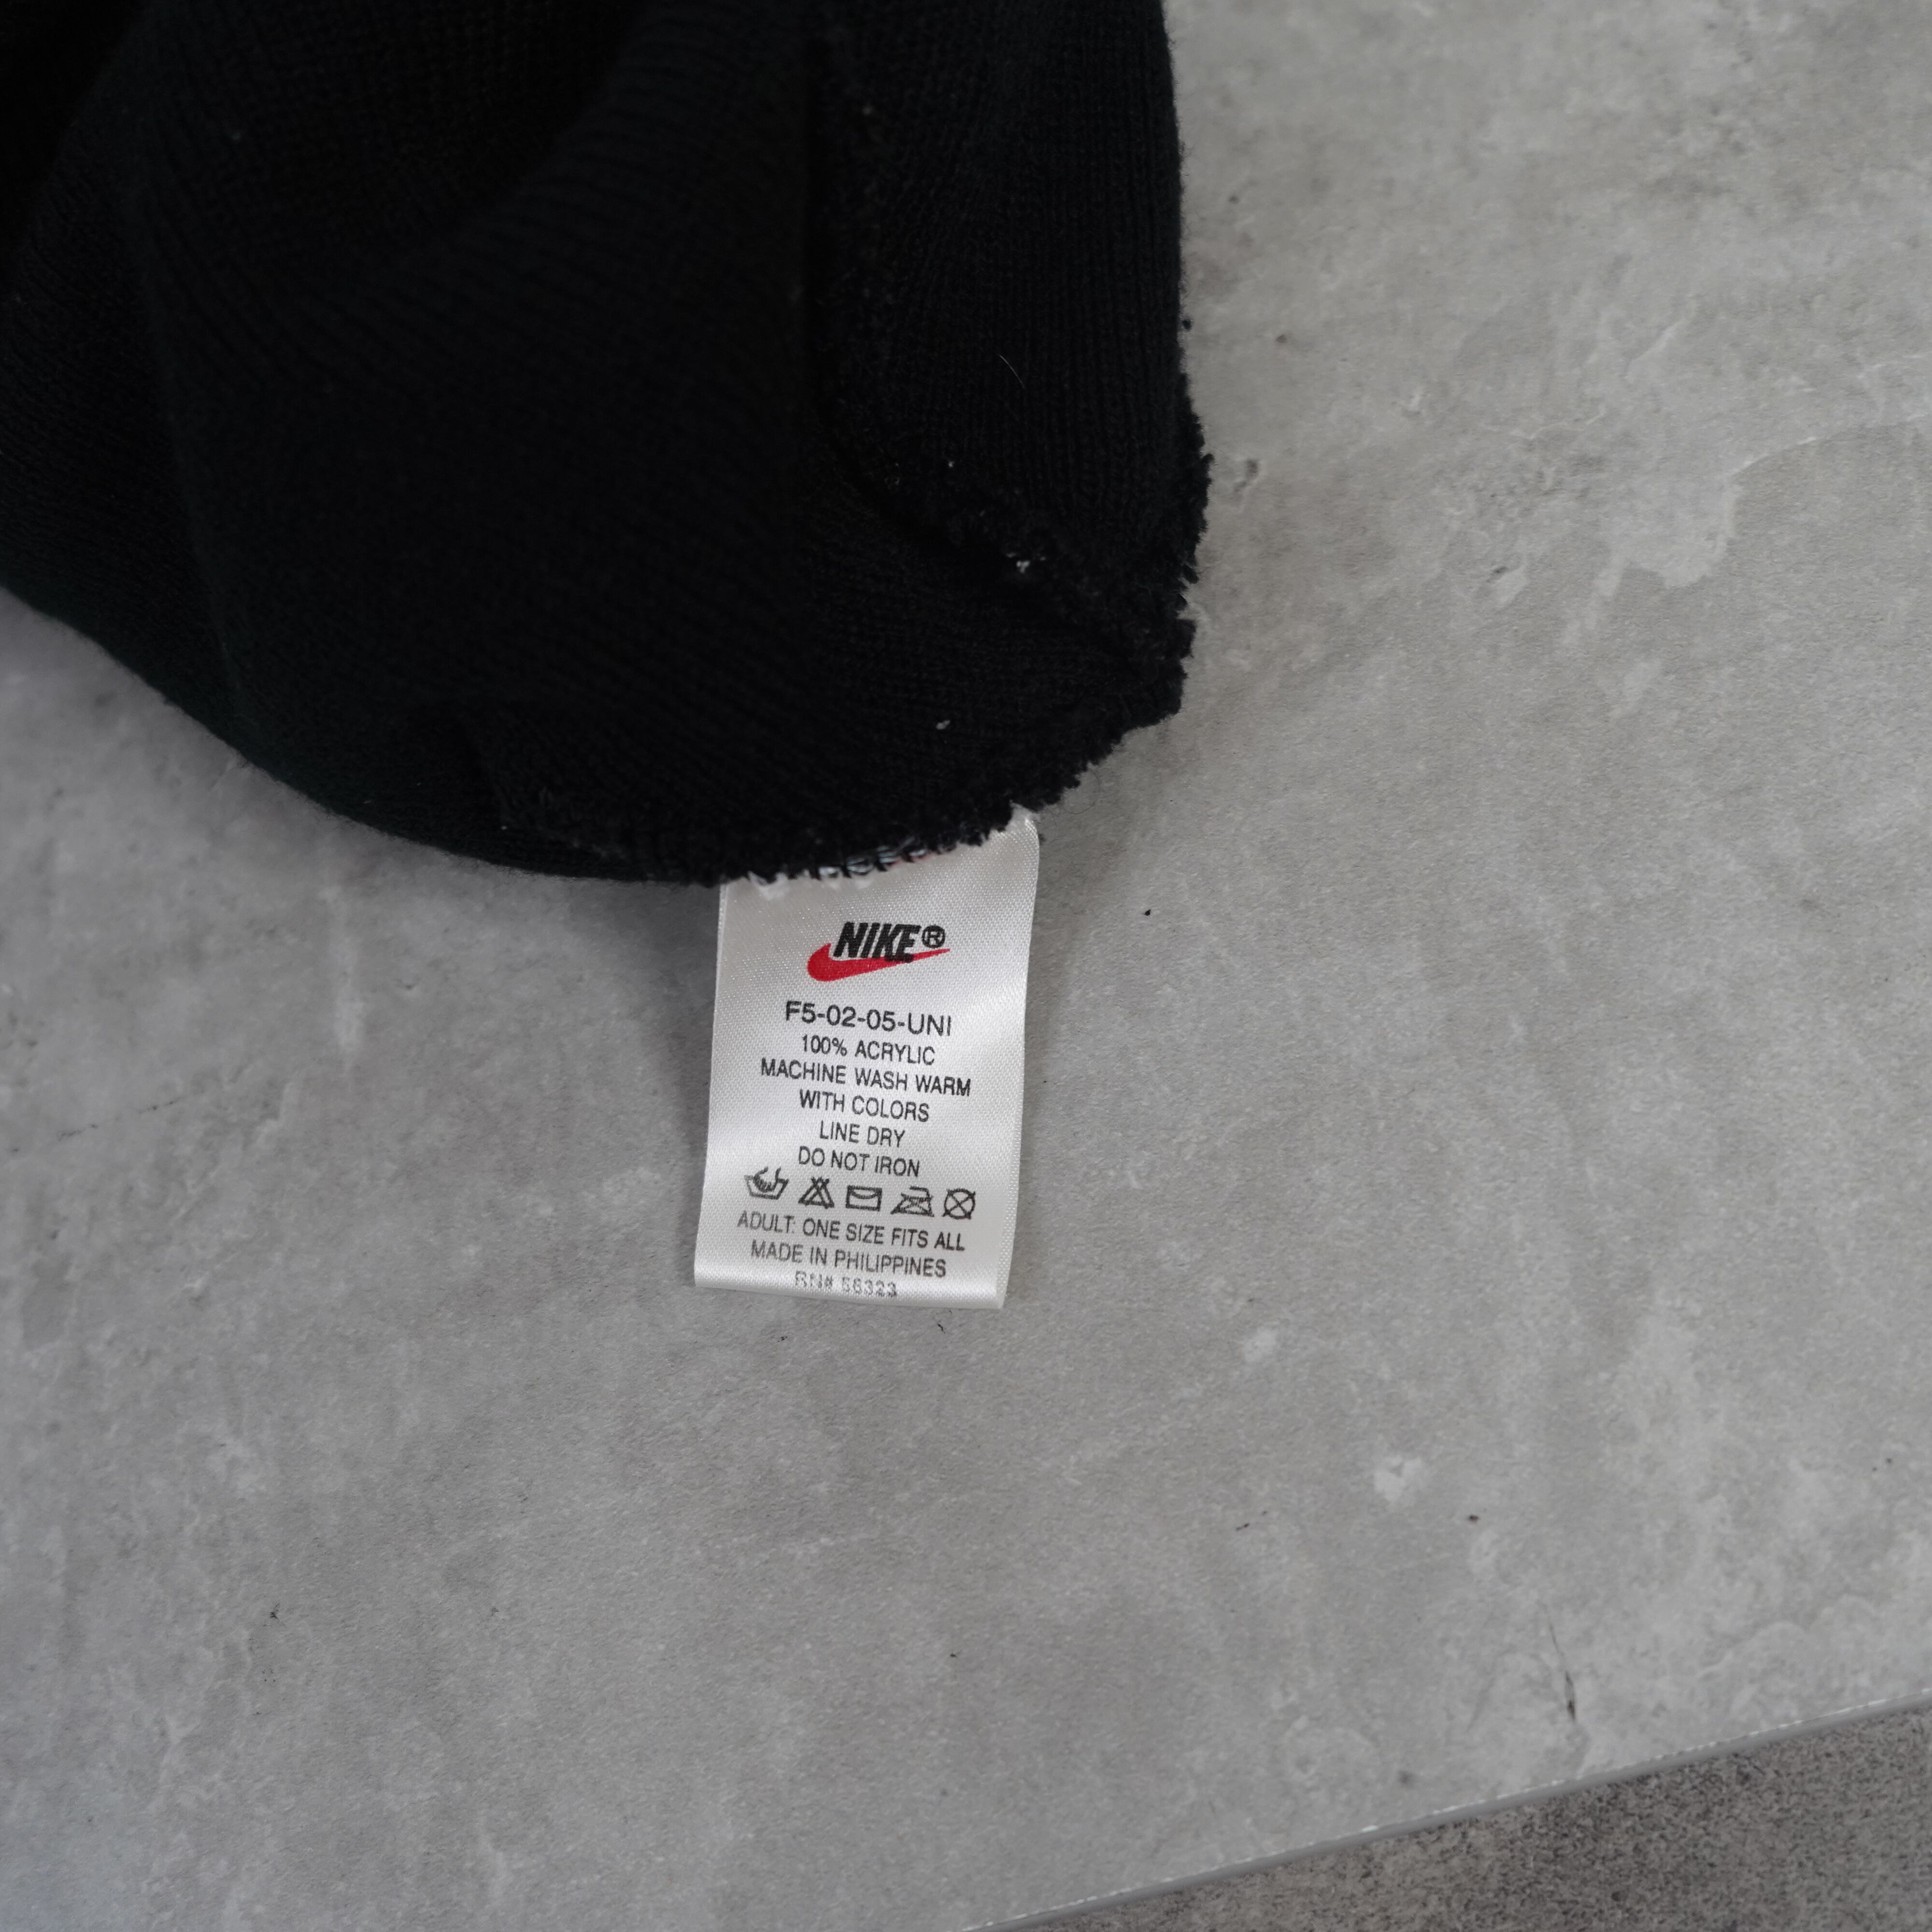 NIKE®
F5-02-05-UNI
100% ACRYLIC
MACHINE WASH WARM
WITH COLORS
LINE DRY
DO NOT IRON
ADULT: ONE SIZE FITS ALL
MADE IN PHILIPPINES
RN# 56323